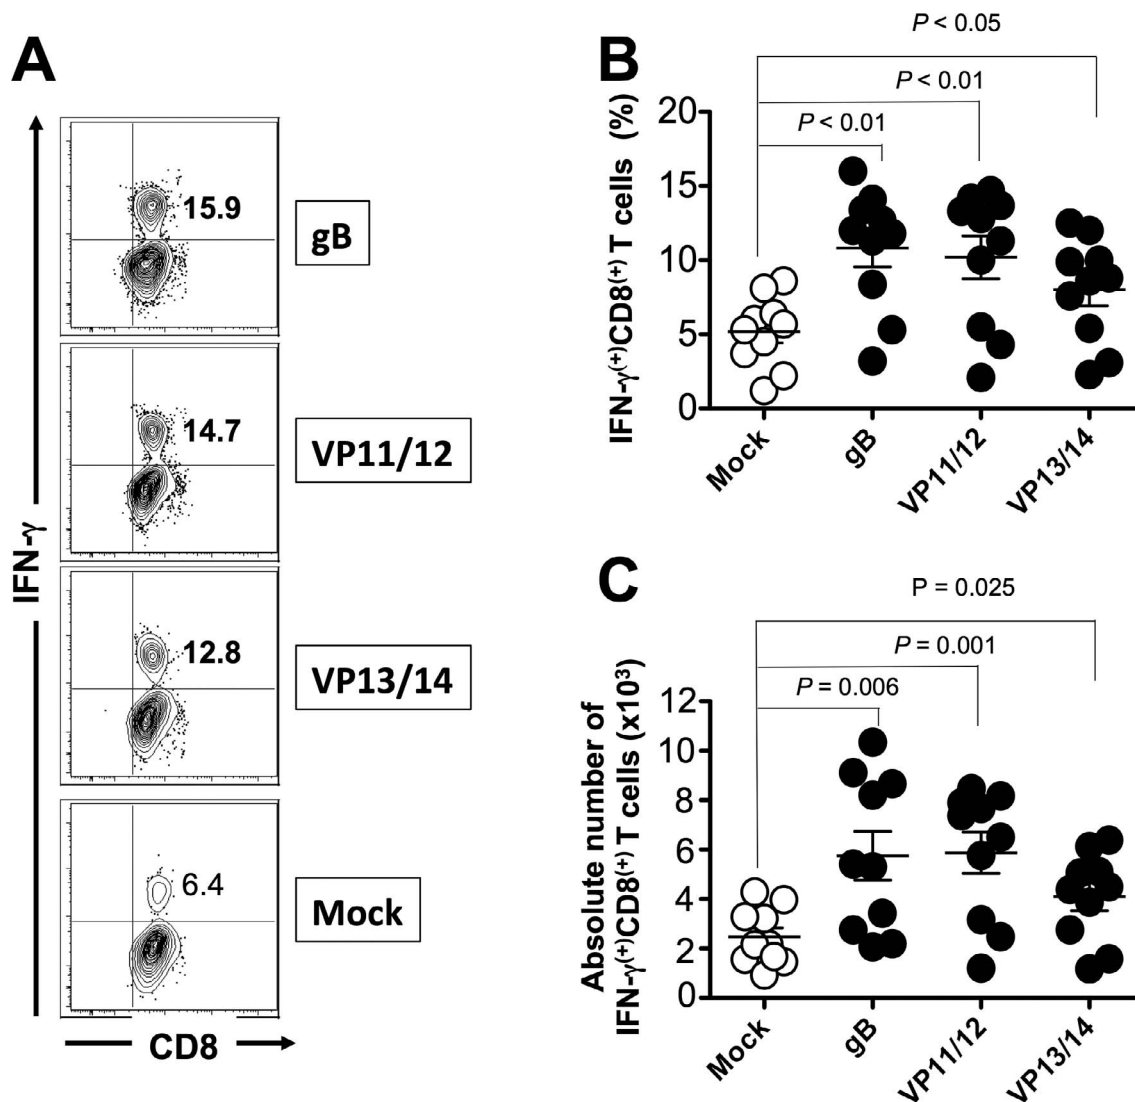 A
IFN-γ
15.9
gB
14.7
VP11/12
12.8
VP13/14
6.4
Mock
CD8
B
P < 0.05
P < 0.01
P < 0.01
IFN-γ(+)CD8(+) T cells (%)
20
15
10
5
0
Mock
gB
VP11/12
VP13/14
C
P = 0.025
P = 0.001
P = 0.006
Absolute number of
IFN-γ(+)CD8(+) T cells (x10³)
12
10
8
6
4
2
0
Mock
gB
VP11/12
VP13/14